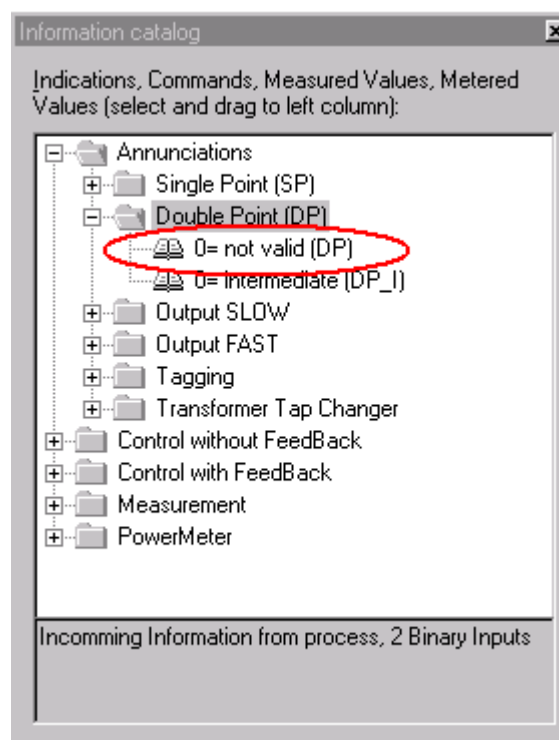 Information catalog
Indications, Commands, Measured Values, Metered
Values (select and drag to left column):
Annunciations
Single Point (SP)
Double Point (DP)
0= not valid (DP)
0= intermediate (DP_I)
Output SLOW
Output FAST
Tagging
Transformer Tap Changer
Control without FeedBack
Control with FeedBack
Measurement
PowerMeter
Incomming Information from process, 2 Binary Inputs